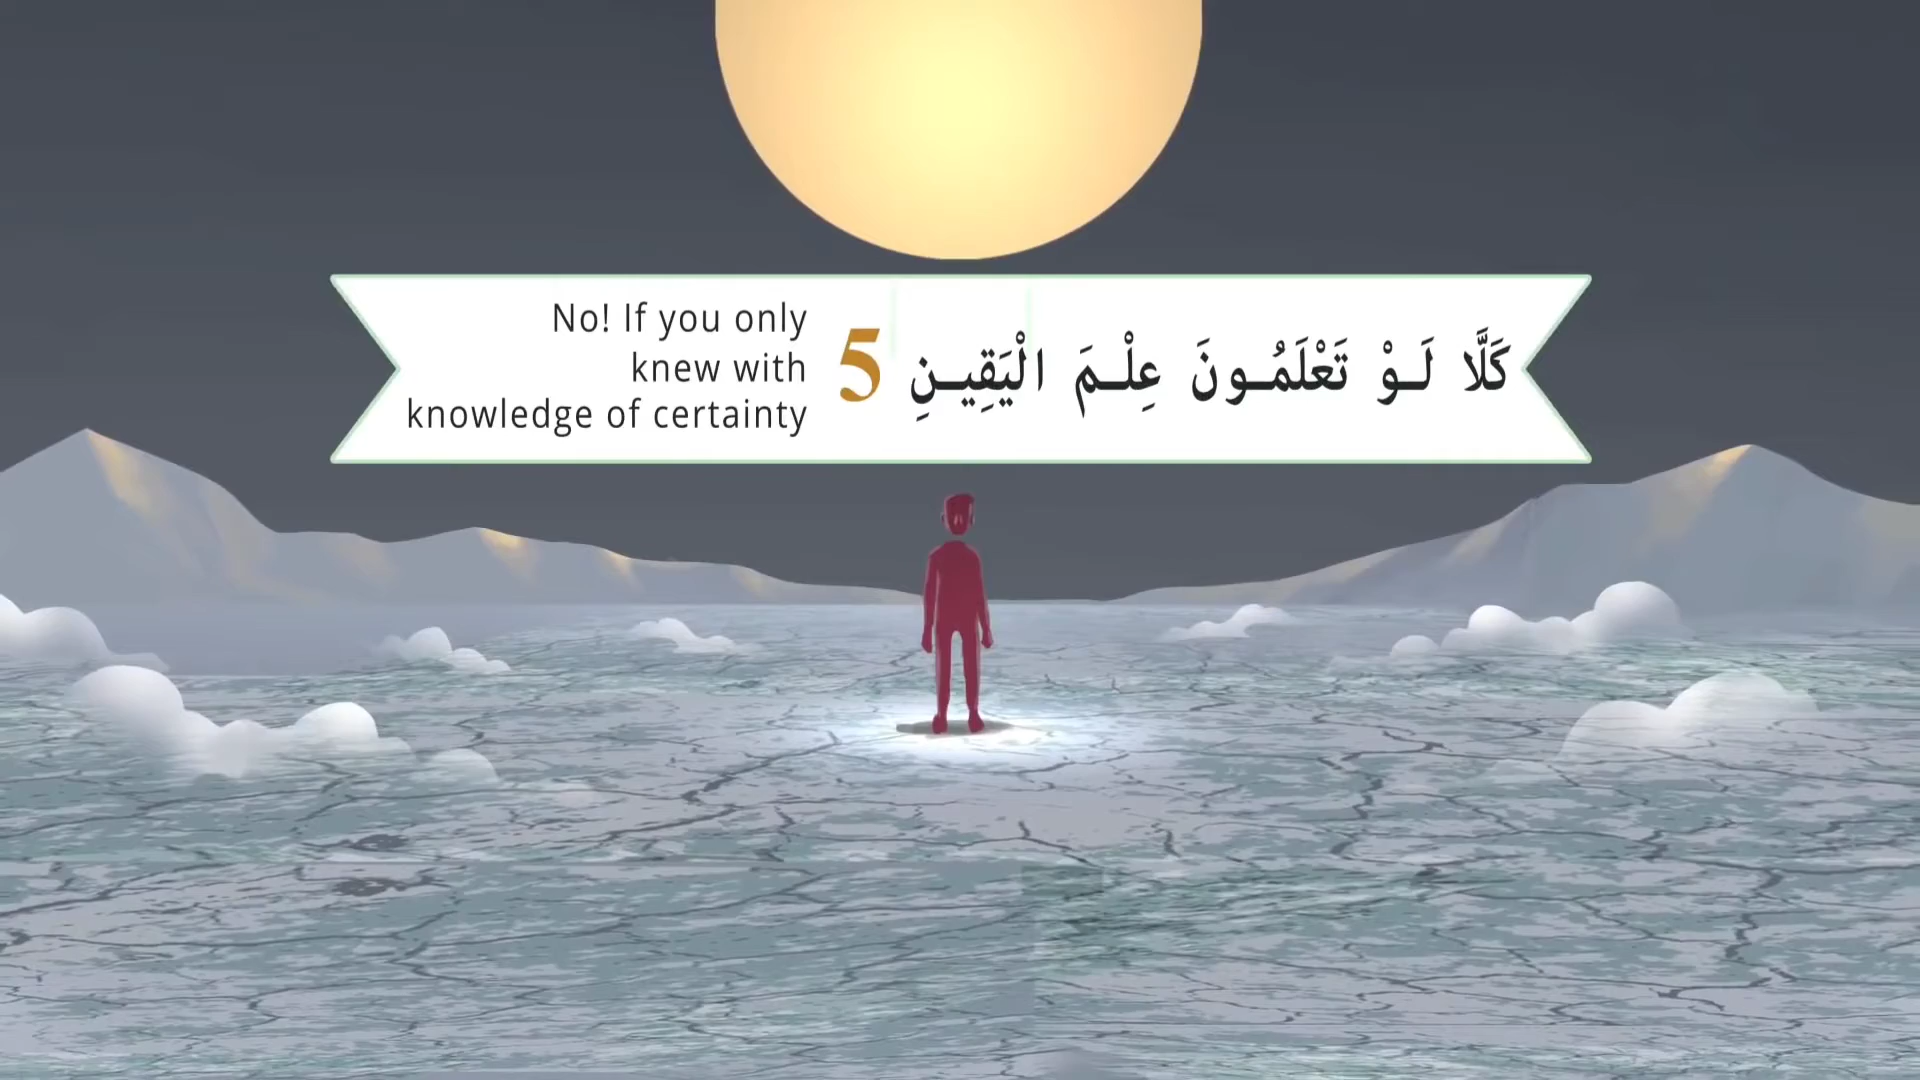 كَلَّا لَوْ تَعْلَمُونَ عِلْمَ الْيَقِينِ
5
No! If you only
knew with
knowledge of certainty